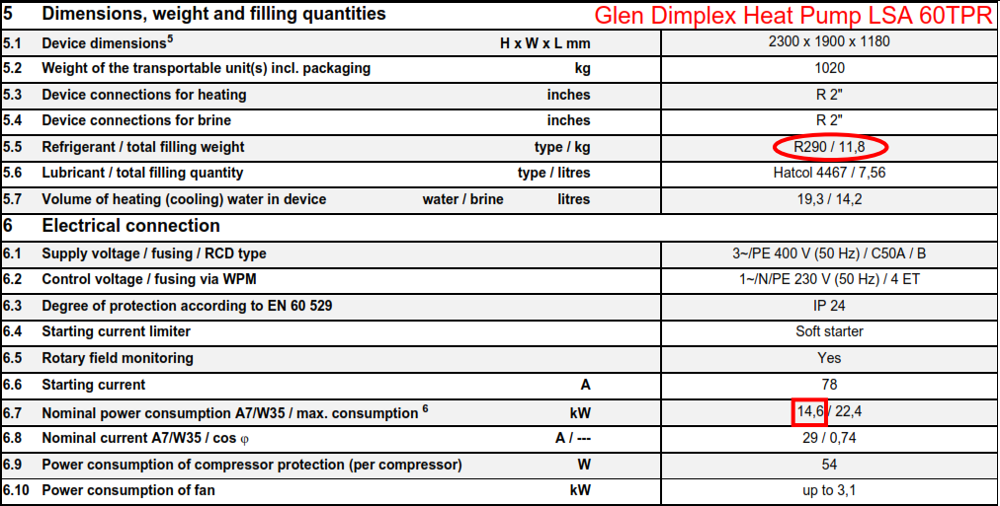 5 Dimensions, weight and filling quantities Glen Dimplex Heat Pump LSA 60TPR
5.1 Device dimensions5 H x W x L mm 2300 x 1900 x 1180
5.2 Weight of the transportable unit(s) incl. packaging kg 1020
5.3 Device connections for heating inches R 2"
5.4 Device connections for brine inches R 2"
5.5 Refrigerant / total filling weight type / kg R290 / 11,8
5.6 Lubricant / total filling quantity type / litres Hatcol 4467 / 7,56
5.7 Volume of heating (cooling) water in device water / brine litres 19,3 / 14,2
6 Electrical connection
6.1 Supply voltage / fusing / RCD type 3~/PE 400 V (50 Hz) / C50A / B
6.2 Control voltage / fusing via WPM 1~/N/PE 230 V (50 Hz) / 4 ET
6.3 Degree of protection according to EN 60 529 IP 24
6.4 Starting current limiter Soft starter
6.5 Rotary field monitoring Yes
6.6 Starting current A 78
6.7 Nominal power consumption A7/W35 / max. consumption 6 kW 14,6 / 22,4
6.8 Nominal current A7/W35 / cos φ A / --- 29 / 0,74
6.9 Power consumption of compressor protection (per compressor) W 54
6.10 Power consumption of fan kW up to 3,1